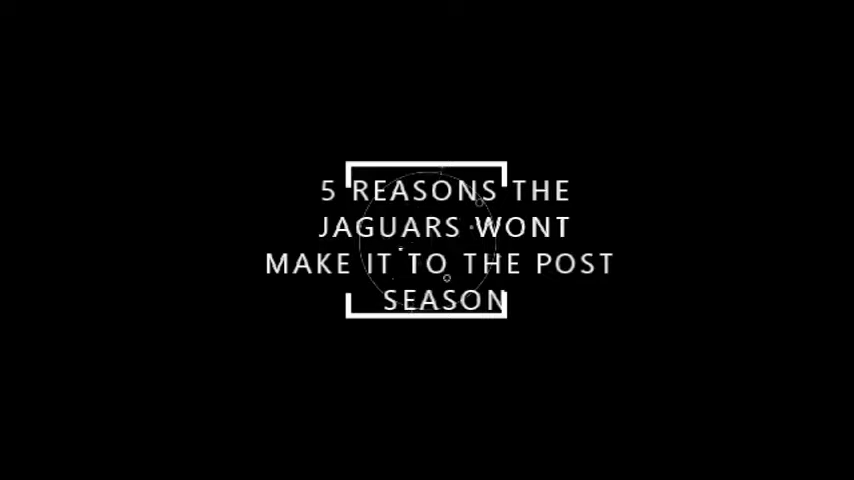 5 REASONS THE
JAGUARS WONT
MAKE IT TO THE POST
SEASON